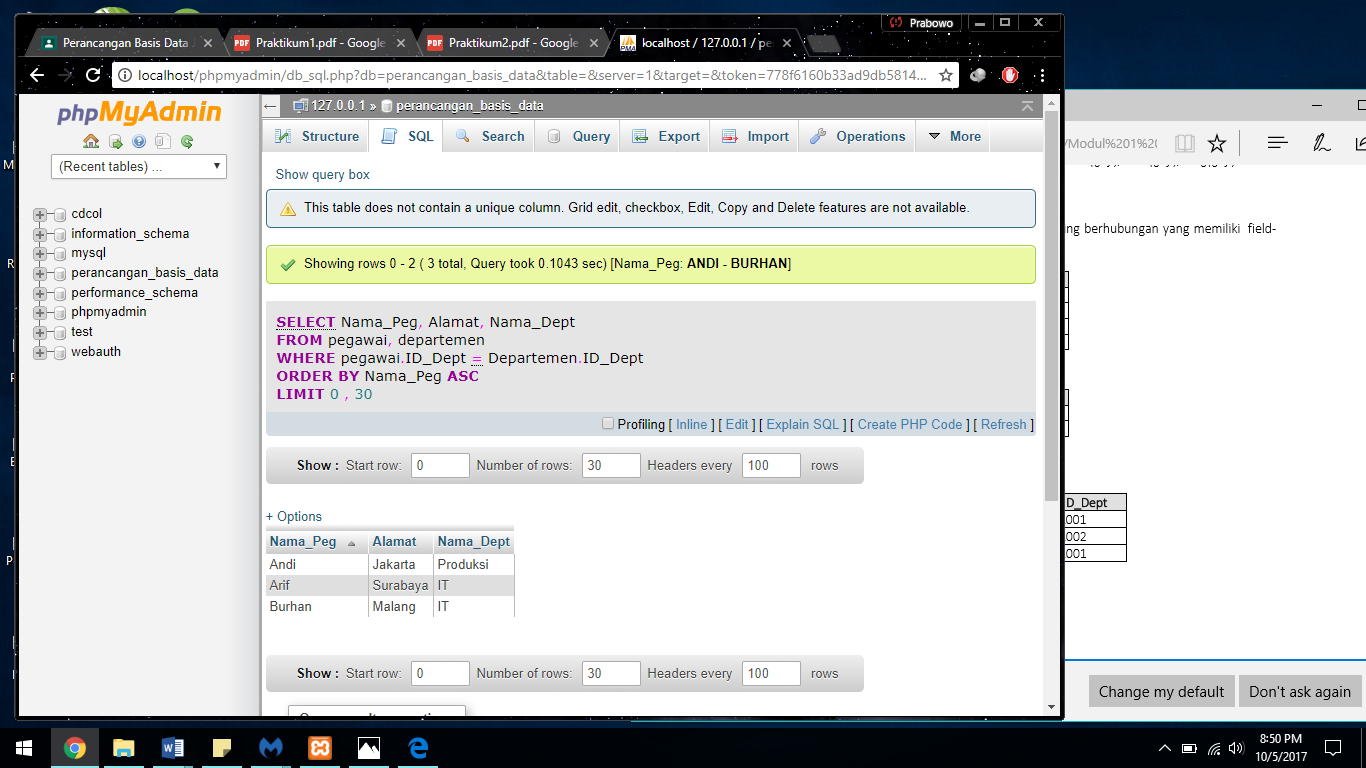 Prabowo
Perancangan Basis Data
Praktikum1.pdf - Google
Praktikum2.pdf - Google
localhost / 127.0.0.1 / pe
localhost/phpmyadmin/db_sql.php?db=perancangan_basis_data&table=&server=1&target=&token=778f6160b33ad9db5814...
phpMyAdmin
(Recent tables) ...
cdcol
information_schema
mysql
perancangan_basis_data
performance_schema
phpmyadmin
test
webauth
127.0.0.1 » perancangan_basis_data
Structure
SQL
Search
Query
Export
Import
Operations
More
Show query box
This table does not contain a unique column. Grid edit, checkbox, Edit, Copy and Delete features are not available.
Showing rows 0 - 2 ( 3 total, Query took 0.1043 sec) [Nama_Peg: ANDI - BURHAN]
SELECT Nama_Peg, Alamat, Nama_Dept
FROM pegawai, departemen
WHERE pegawai.ID_Dept = Departemen.ID_Dept
ORDER BY Nama_Peg ASC
LIMIT 0 , 30
Profiling [ Inline ] [ Edit ] [ Explain SQL ] [ Create PHP Code ] [ Refresh ]
Show : Start row: 0 Number of rows: 30 Headers every 100 rows
+ Options
Nama_Peg Alamat Nama_Dept
Andi Jakarta Produksi
Arif Surabaya IT
Burhan Malang IT
Show : Start row: 0 Number of rows: 30 Headers every 100 rows
/Modul%201%20
ing berhubungan yang memiliki field-
D_Dept
001
002
001
Change my default
Don't ask again
8:50 PM
10/5/2017